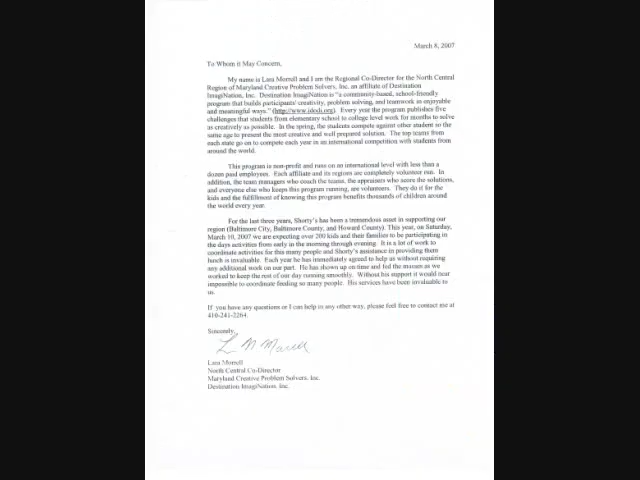 March 8, 2007
To Whom it May Concern,
My name is Lara Morrell and I am the Regional Co-Director for the North Central
Region of Maryland Creative Problem Solvers, Inc. an affiliate of Destination
ImagiNation, Inc. Destination ImagiNation is "a community-based, school-friendly
program that builds participants' creativity, problem solving, and teamwork in enjoyable
and meaningful ways." (http://www.idodi.org). Every year the program publishes five
challenges that students from elementary school to college level work for months to solve
as creatively as possible. In the spring, the students compete against other student so the
same age to present the most creative and well prepared solution. The top teams from
each state go on to compete each year in an international competition with students from
around the world.
This program is non-profit and runs on an international level with less than a
dozen paid employees. Each affiliate and its regions are completely volunteer run. In
addition, the team managers who coach the teams, the appraisers who score the solutions,
and everyone else who keeps this program running, are volunteers. They do it for the
kids and the fulfillment of knowing this program benefits thousands of children around
the world every year.
For the last three years, Shorty's has been a tremendous asset in supporting our
region (Baltimore City, Baltimore County, and Howard County). This year, on Saturday,
March 10, 2007 we are expecting over 200 kids and their families to be participating in
the days activities from early in the morning through evening. It is a lot of work to
coordinate activities for this many people and Shorty's assistance in providing them
lunch is invaluable. Each year he has immediately agreed to help us without requiring
any additional work on our part. He has shown up on time and fed the masses as we
worked to keep the rest of our day running smoothly. Without his support it would near
impossible to coordinate feeding so many people. His services have been invaluable to
us.
If you have any questions or I can help in any other way, please feel free to contact me at
410-241-2264.
Sincerely,
L M Morrell
Lara Morrell
North Central Co-Director
Maryland Creative Problem Solvers, Inc.
Destination ImagiNation, Inc.